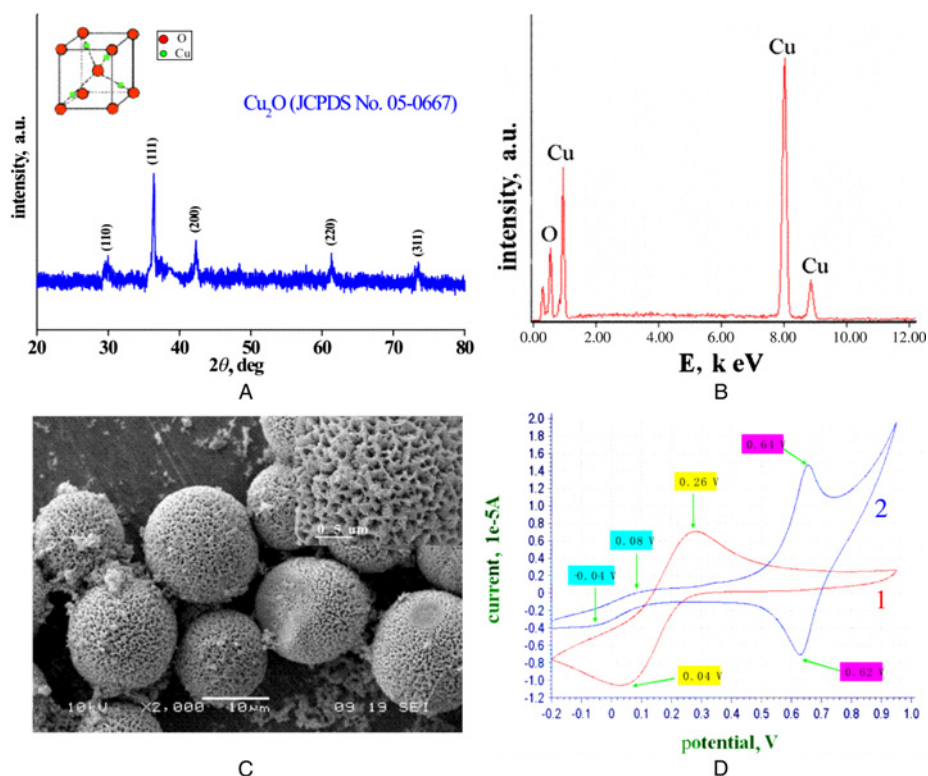 O
Cu
Cu₂O (JCPDS No. 05-0667)
(110)
(111)
(200)
(220)
(311)
intensity, a.u.
20 30 40 50 60 70 80
2θ, deg
A
Cu
Cu
O
Cu
intensity, a.u.
0.00 4.00 6.00 8.00 10.00 12.00
E, k eV
B
0.5 μm
10kV X2,000 10μm 09 19 SEI
C
2.0
1.8
1.6
1.4
1.2
1.0
0.8
0.6
0.4
0.2
0
-0.2
-0.4
-0.6
-0.8
-1.0
-1.2
current, 1e-5A
0.64 V
0.26 V
0.08 V
-0.04 V
0.04 V
0.62 V
2
1
-0.2 -0.1 0 0.1 0.2 0.3 0.4 0.5 0.6 0.7 0.8 0.9 1.0
potential, V
D